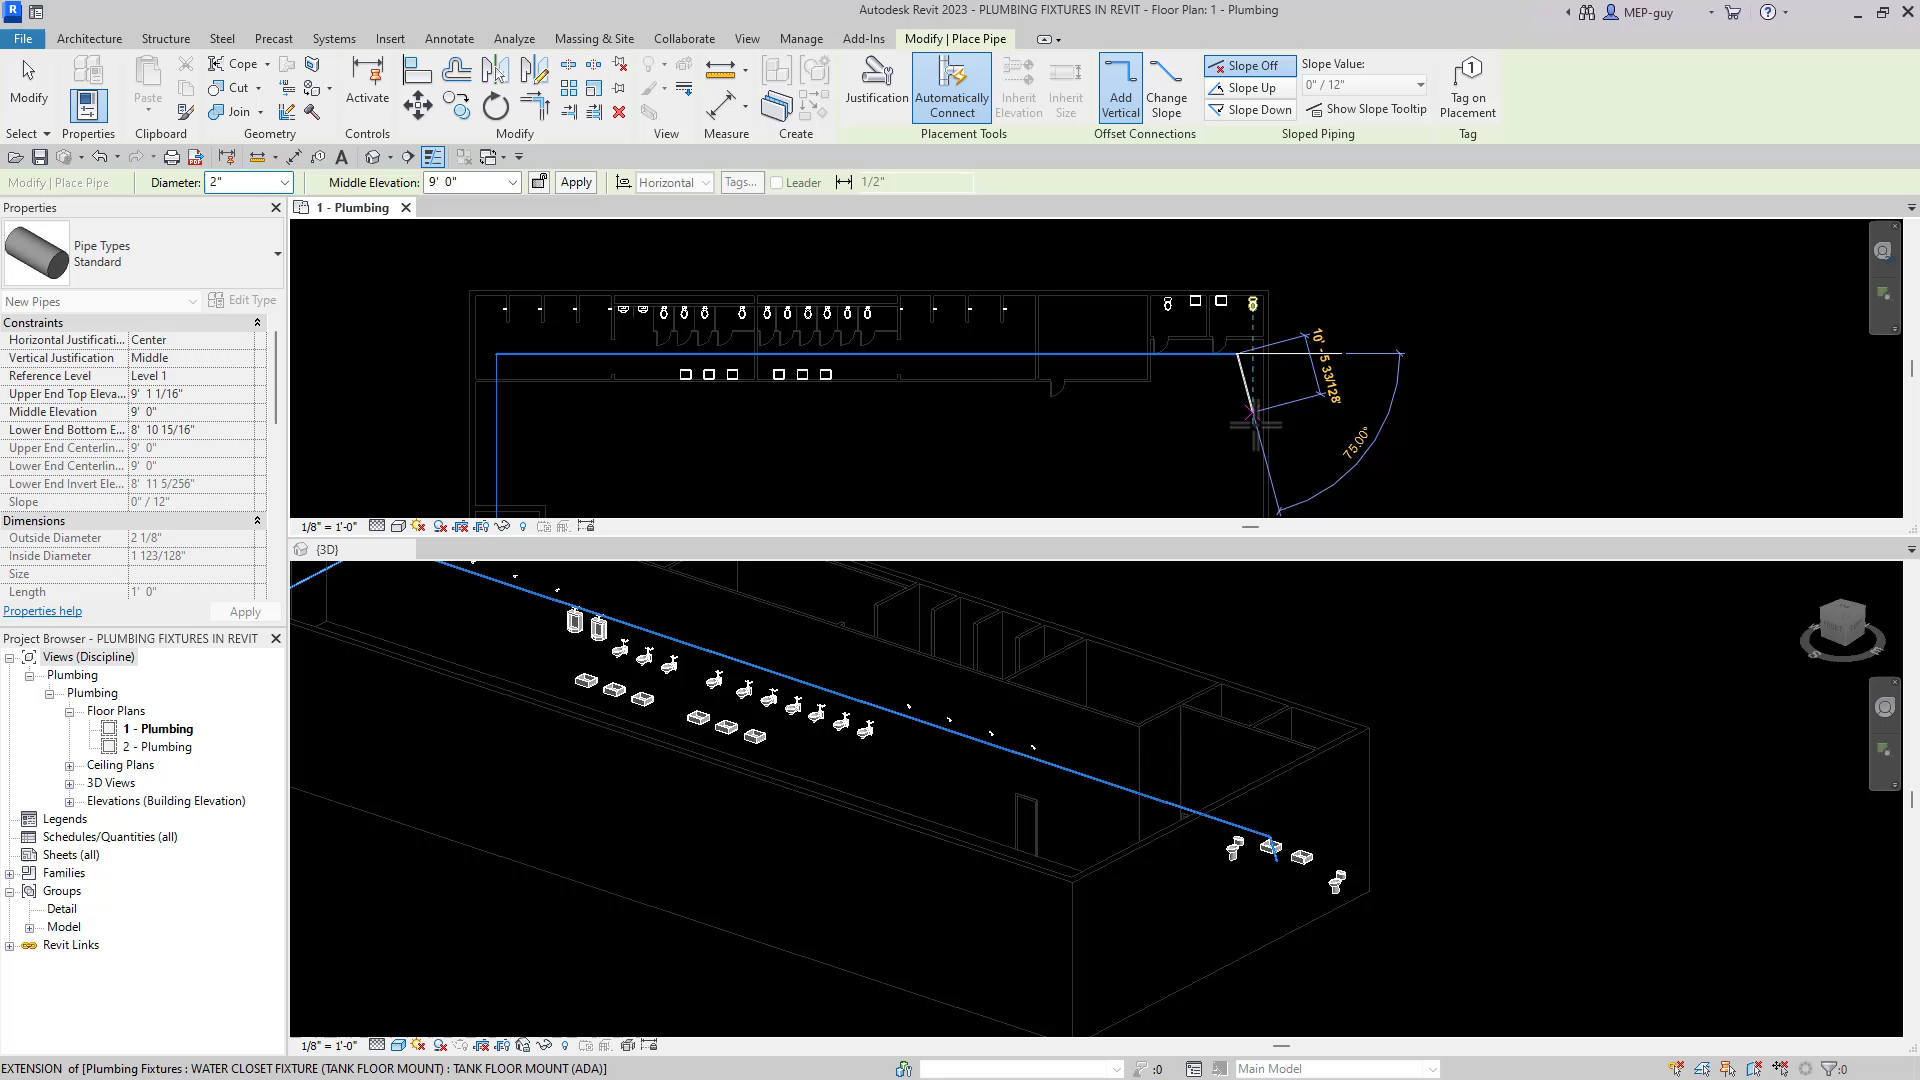 Autodesk Revit 2023 - PLUMBING FIXTURES IN REVIT - Floor Plan: 1 - Plumbing
MEP-guy
File Architecture Structure Steel Precast Systems Insert Annotate Analyze Massing & Site Collaborate View Manage Add-Ins Modify | Place Pipe
Modify
Paste
Cope
Cut
Join
Activate
Justification
Automatically
Connect
Inherit
Elevation
Inherit
Size
Add
Vertical
Change
Slope
Slope Off
Slope Up
Slope Down
Slope Value:
0" / 12"
Show Slope Tooltip
Tag on
Placement
Select Properties Clipboard Geometry Controls Modify View Measure Create Placement Tools Offset Connections Sloped Piping Tag
Modify | Place Pipe Diameter: 2" Middle Elevation: 9' 0" Apply Horizontal Tags... Leader 1/2"
Properties
1 - Plumbing
Pipe Types
Standard
New Pipes Edit Type
Constraints
Horizontal Justificati... Center
Vertical Justification Middle
Reference Level Level 1
Upper End Top Eleva... 9' 1 1/16"
Middle Elevation 9' 0"
Lower End Bottom E... 8' 10 15/16"
Upper End Centerlin... 9' 0"
Lower End Centerlin... 9' 0"
Lower End Invert Ele... 8' 11 5/256"
Slope 0" / 12"
Dimensions
Outside Diameter 2 1/8"
Inside Diameter 1 123/128"
Size
Length 1' 0"
Properties help Apply
10' - 5 33/128"
75.00°
1/8" = 1'-0"
{3D}
Project Browser - PLUMBING FIXTURES IN REVIT
Views (Discipline)
Plumbing
Plumbing
Floor Plans
1 - Plumbing
2 - Plumbing
Ceiling Plans
3D Views
Elevations (Building Elevation)
Legends
Schedules/Quantities (all)
Sheets (all)
Families
Groups
Detail
Model
Revit Links
FRONT
S
E
1/8" = 1'-0"
EXTENSION of [Plumbing Fixtures : WATER CLOSET FIXTURE (TANK FLOOR MOUNT) : TANK FLOOR MOUNT (ADA)]
:0
Main Model
:0